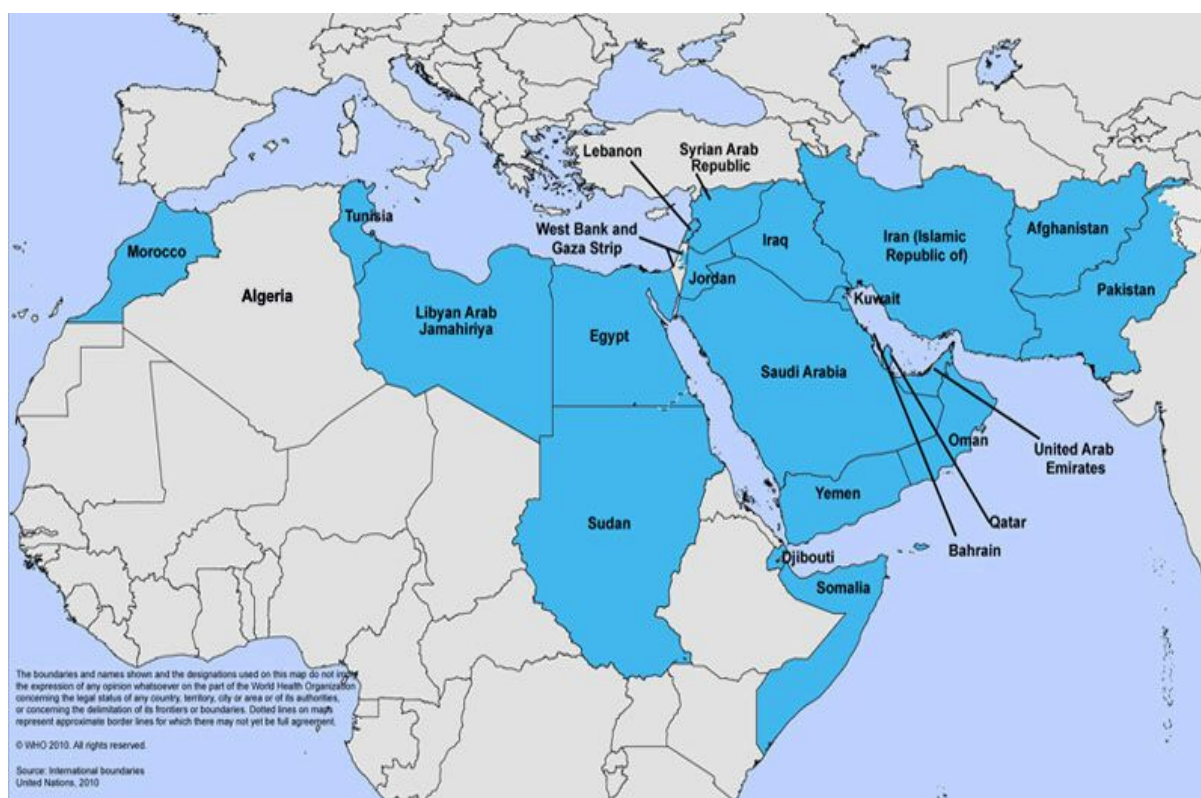 Lebanon
Syrian Arab
Republic
Tunisia
West Bank and
Gaza Strip
Morocco
Iraq
Iran (Islamic
Republic of)
Afghanistan
Jordan
Pakistan
Algeria
Kuwait
Libyan Arab
Jamahiriya
Egypt
Saudi Arabia
Oman
United Arab
Emirates
Yemen
Sudan
Qatar
Bahrain
Djibouti
Somalia
The boundaries and names shown and the designations used on this map do not imply
the expression of any opinion whatsoever on the part of the World Health Organization
concerning the legal status of any country, territory, city or area or of its authorities,
or concerning the delimitation of its frontiers or boundaries. Dotted lines on maps
represent approximate border lines for which there may not yet be full agreement.
© WHO 2010. All rights reserved.
Source: International boundaries
United Nations, 2010